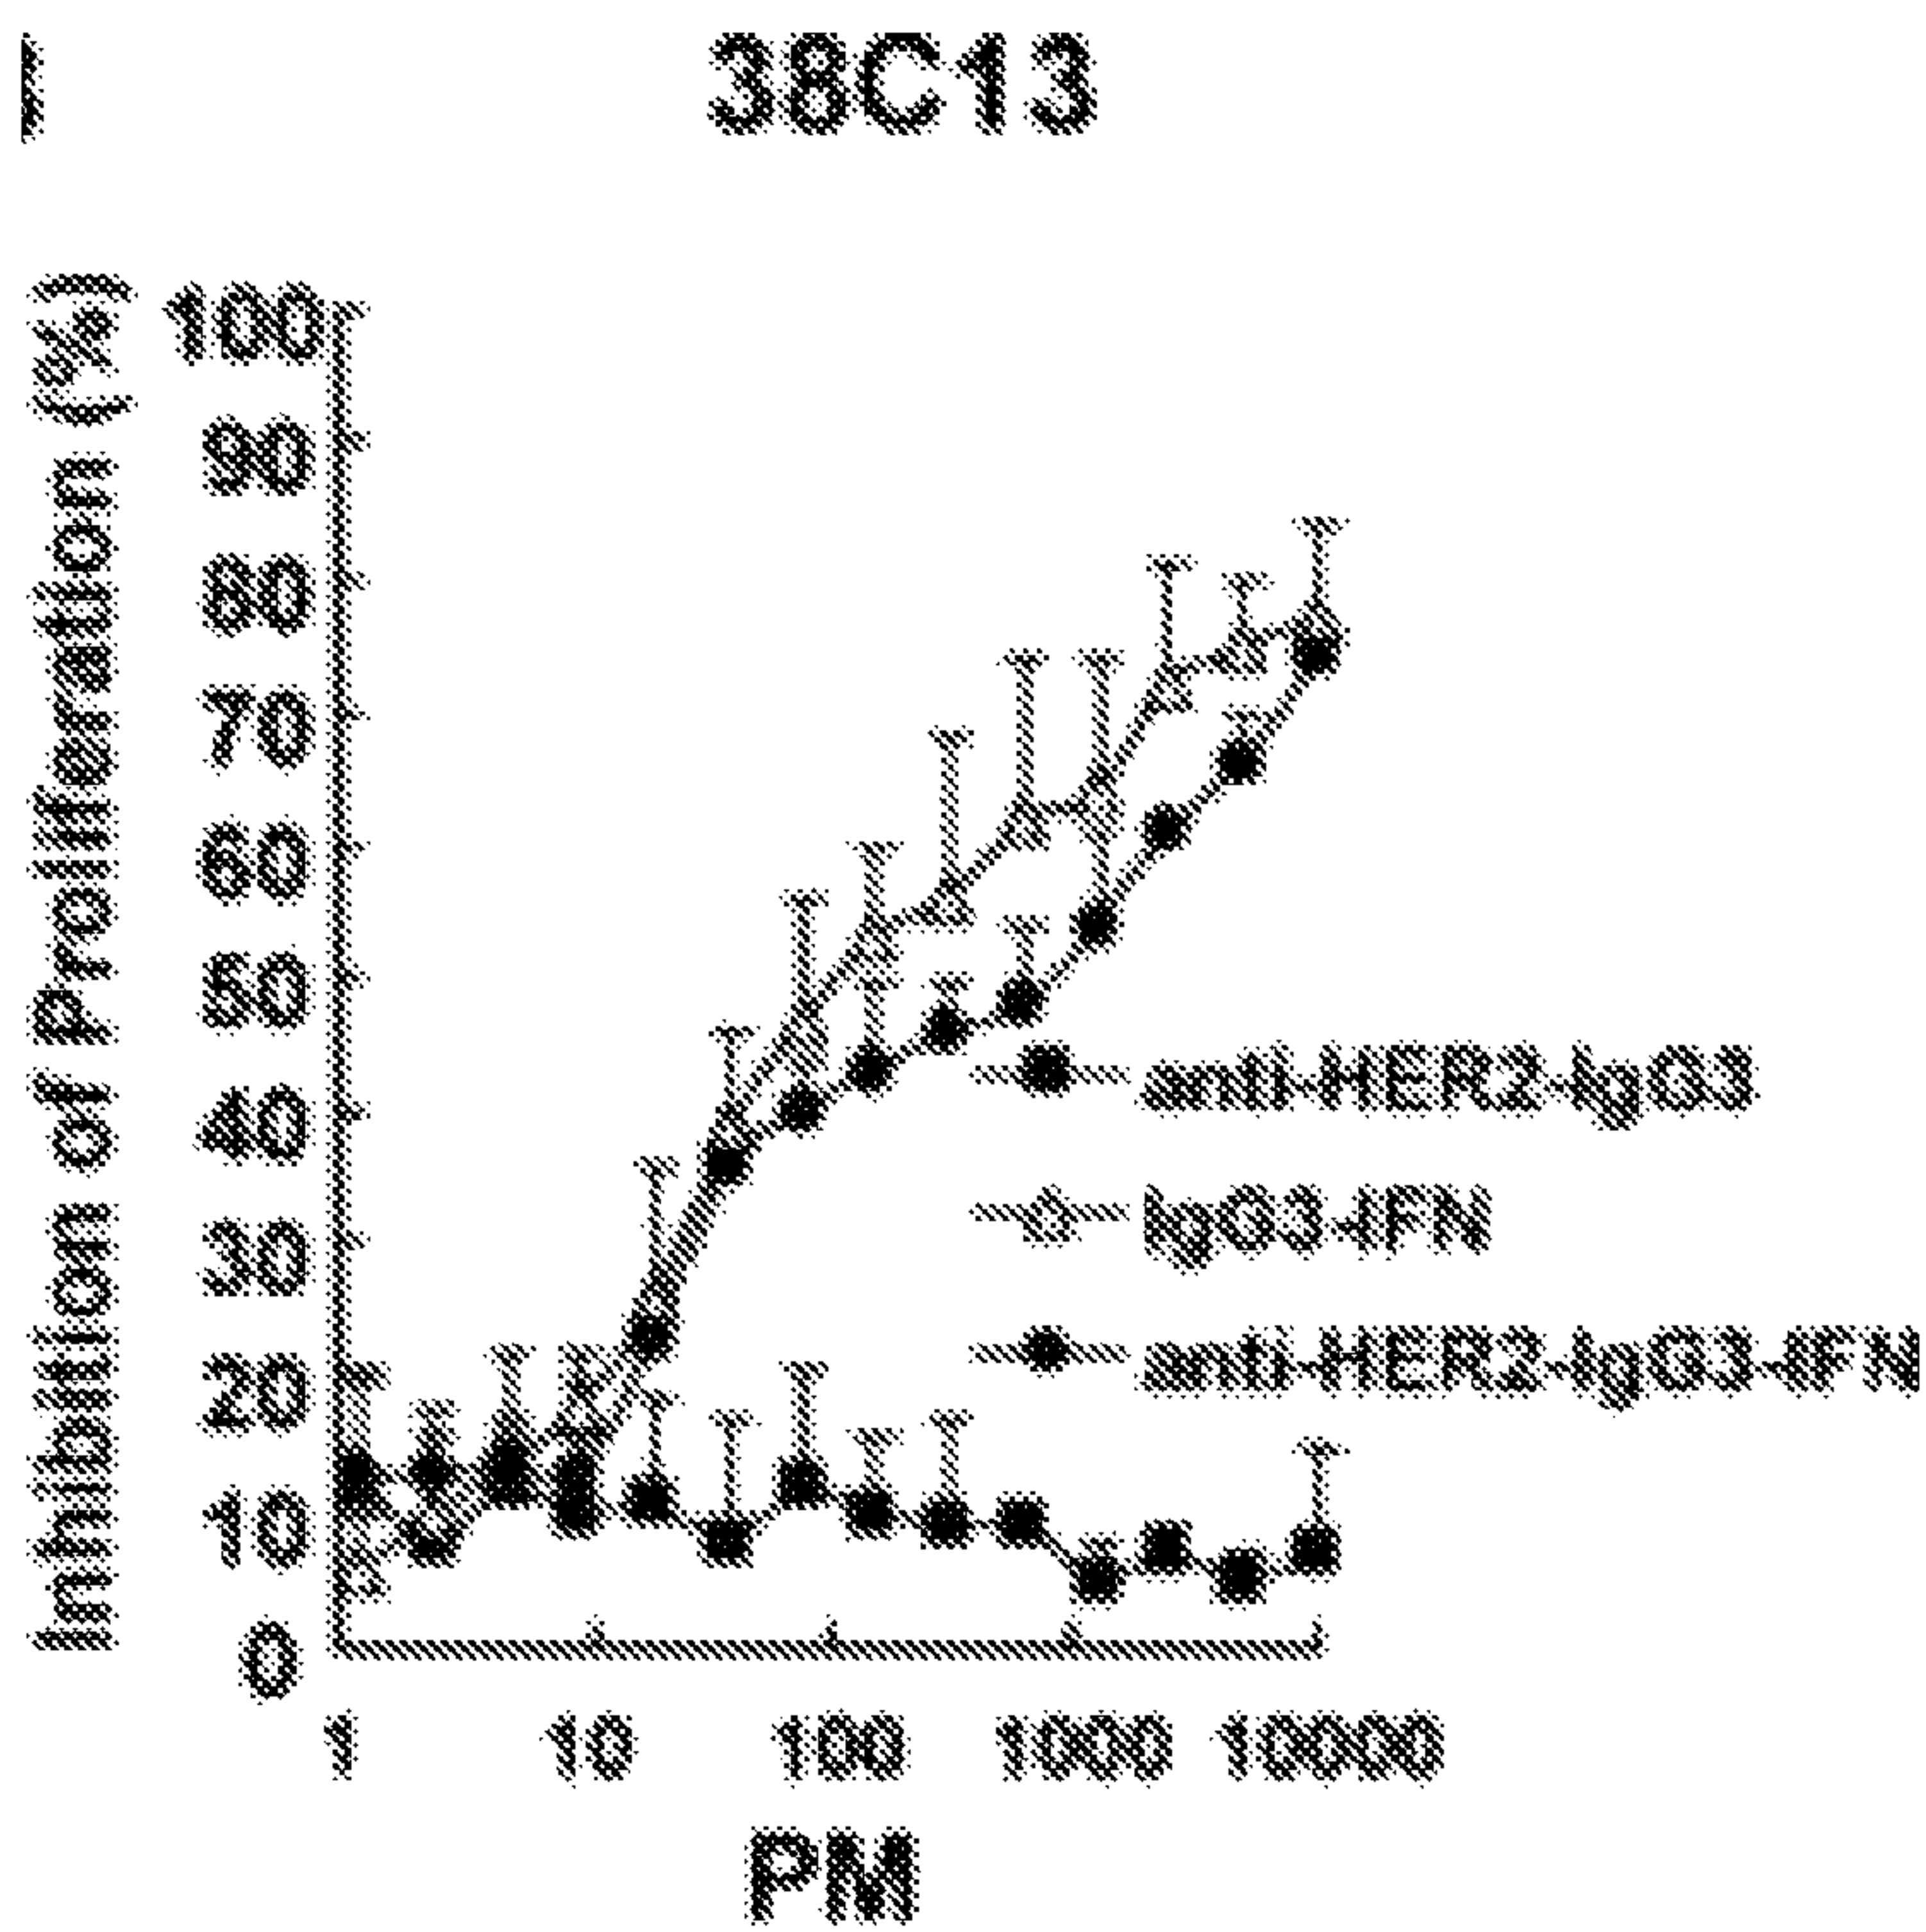 38C13
Inhibition of Proliferation (%)
100
90
80
70
60
50
40
30
20
10
0
anti-HER2-IgG3
IgG3-IFN
anti-HER2-IgG3-IFN
1 10 100 1000 10000
PM